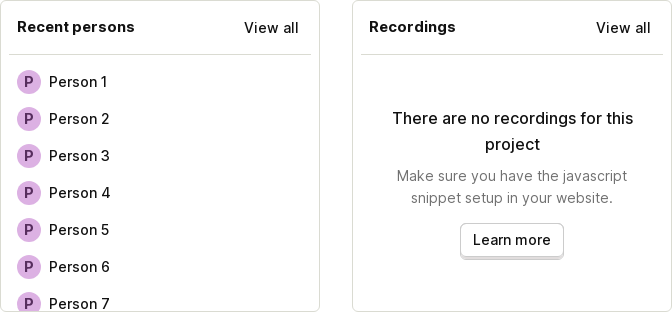 Recent persons
View all
P Person 1
P Person 2
P Person 3
P Person 4
P Person 5
P Person 6
P Person 7
Recordings
View all
There are no recordings for this
project
Make sure you have the javascript
snippet setup in your website.
Learn more